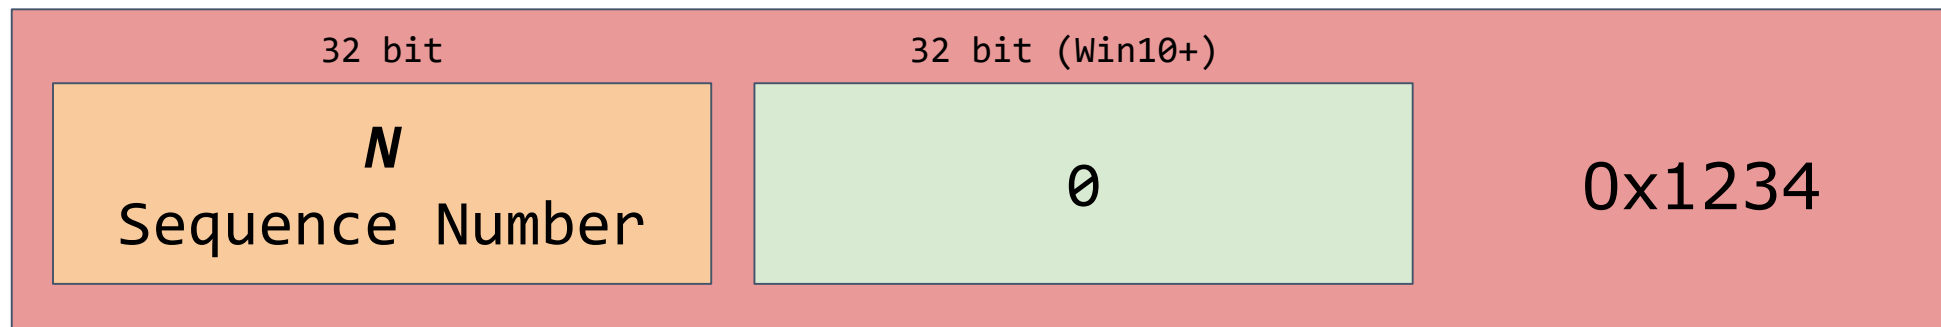 32 bit
32 bit (Win10+)
N
Sequence Number
0
0x1234